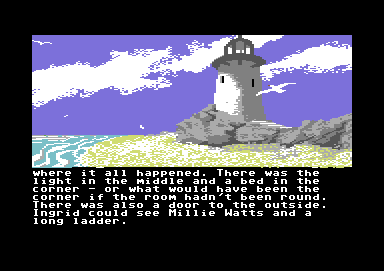 where it all happened. There was the
light in the middle and a bed in the
corner - or what would have been the
corner if the room hadn't been round.
There was also a door to the outside.
Ingrid could see Millie Watts and a
long ladder.